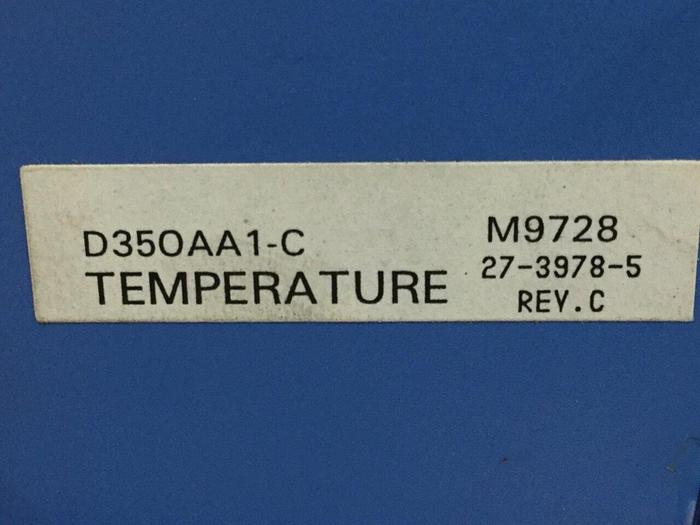 D350AA1-C
TEMPERATURE
M9728
27-3978-5
REV.C